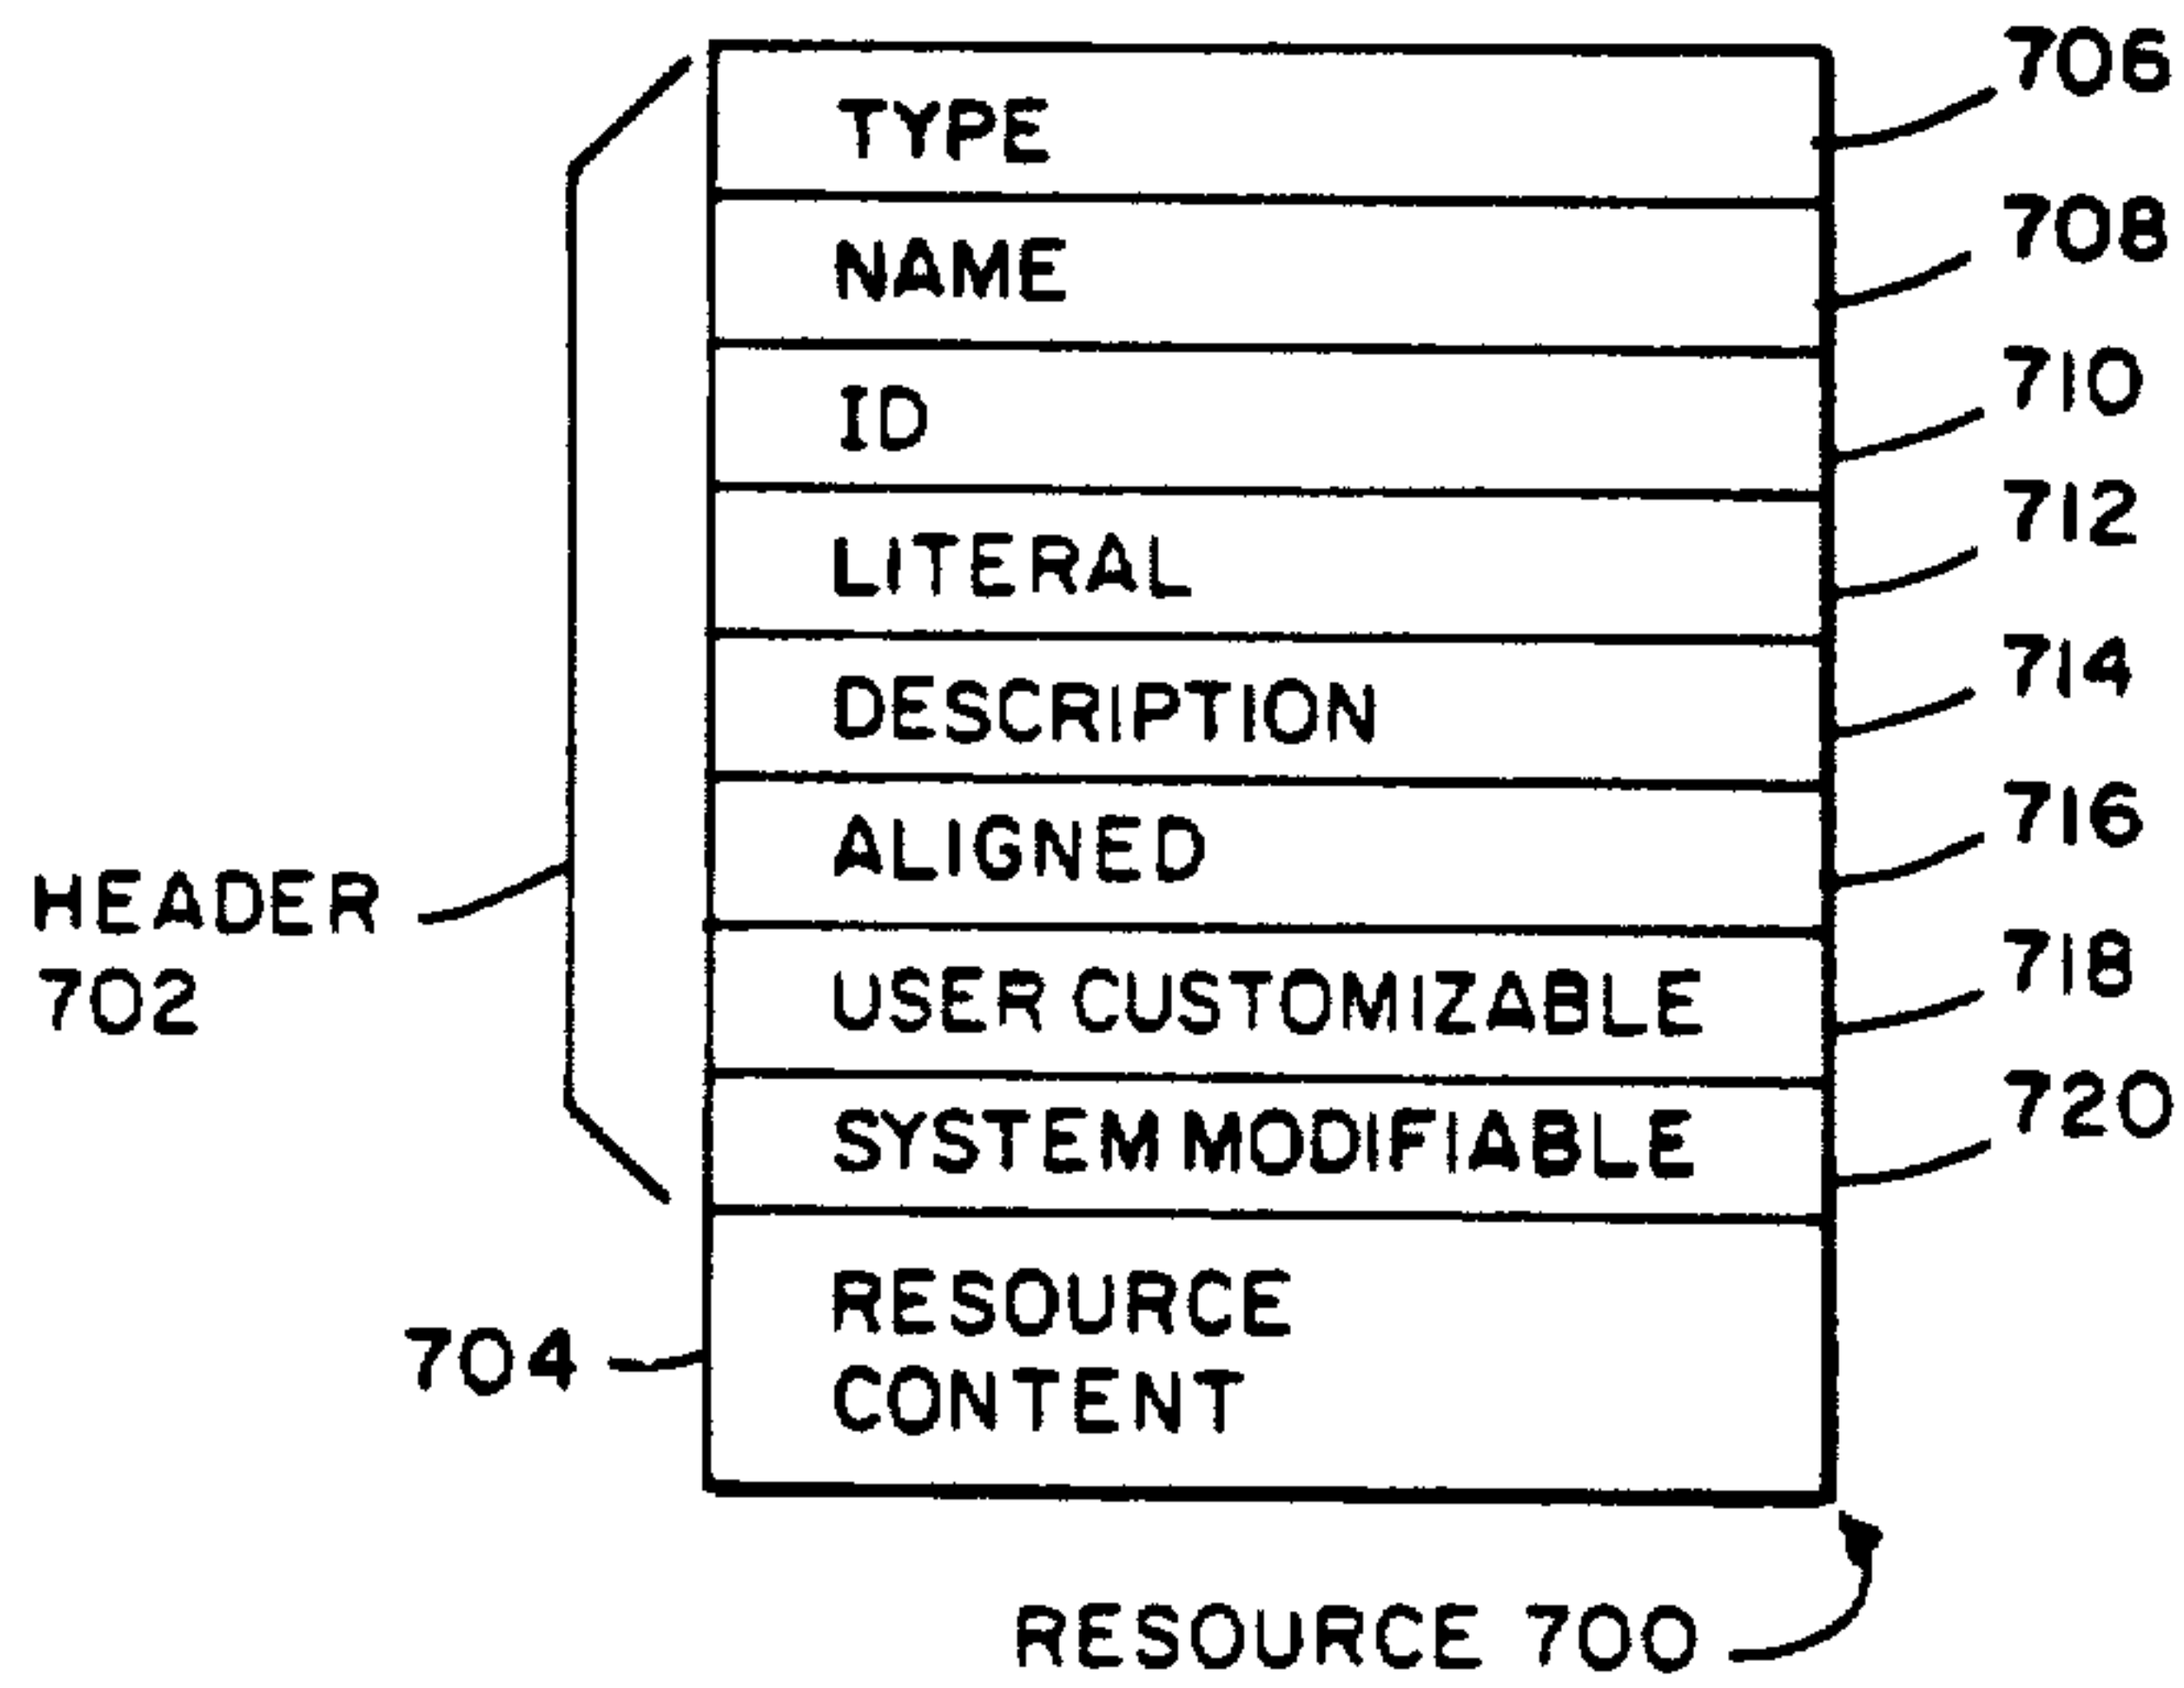 706
TYPE
708
NAME
710
ID
712
LITERAL
714
DESCRIPTION
716
ALIGNED
HEADER
702
718
USER CUSTOMIZABLE
720
SYSTEM MODIFIABLE
704
RESOURCE
CONTENT
RESOURCE 700